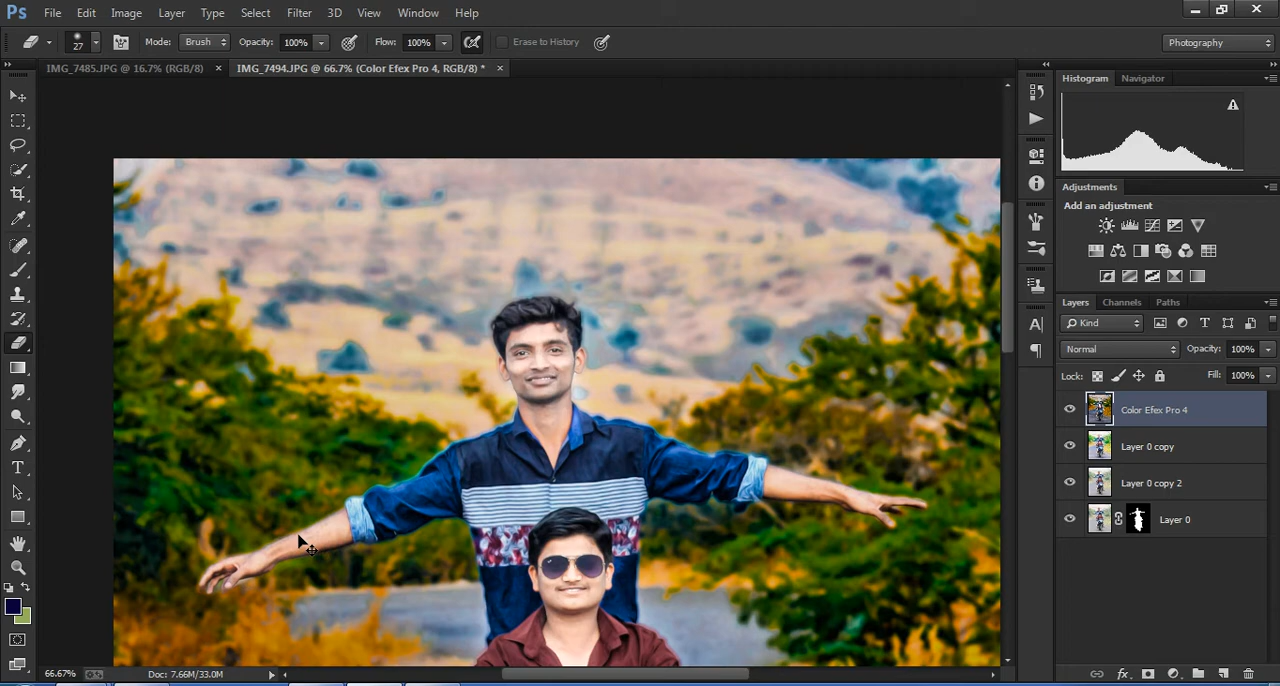 Ps File Edit Image Layer Type Select Filter 3D View Window Help
27 Mode: Brush Opacity: 100% Flow: 100% Erase to History Photography
IMG_7485.JPG @ 16.7% (RGB/8) × IMG_7494.JPG @ 66.7% (Color Efex Pro 4, RGB/8) * ×
Histogram Navigator
Adjustments
Add an adjustment
Layers Channels Paths
Kind
Normal Opacity: 100%
Lock: Fill: 100%
Color Efex Pro 4
Layer 0 copy
Layer 0 copy 2
Layer 0
66.67% Doc: 7.66M/33.0M